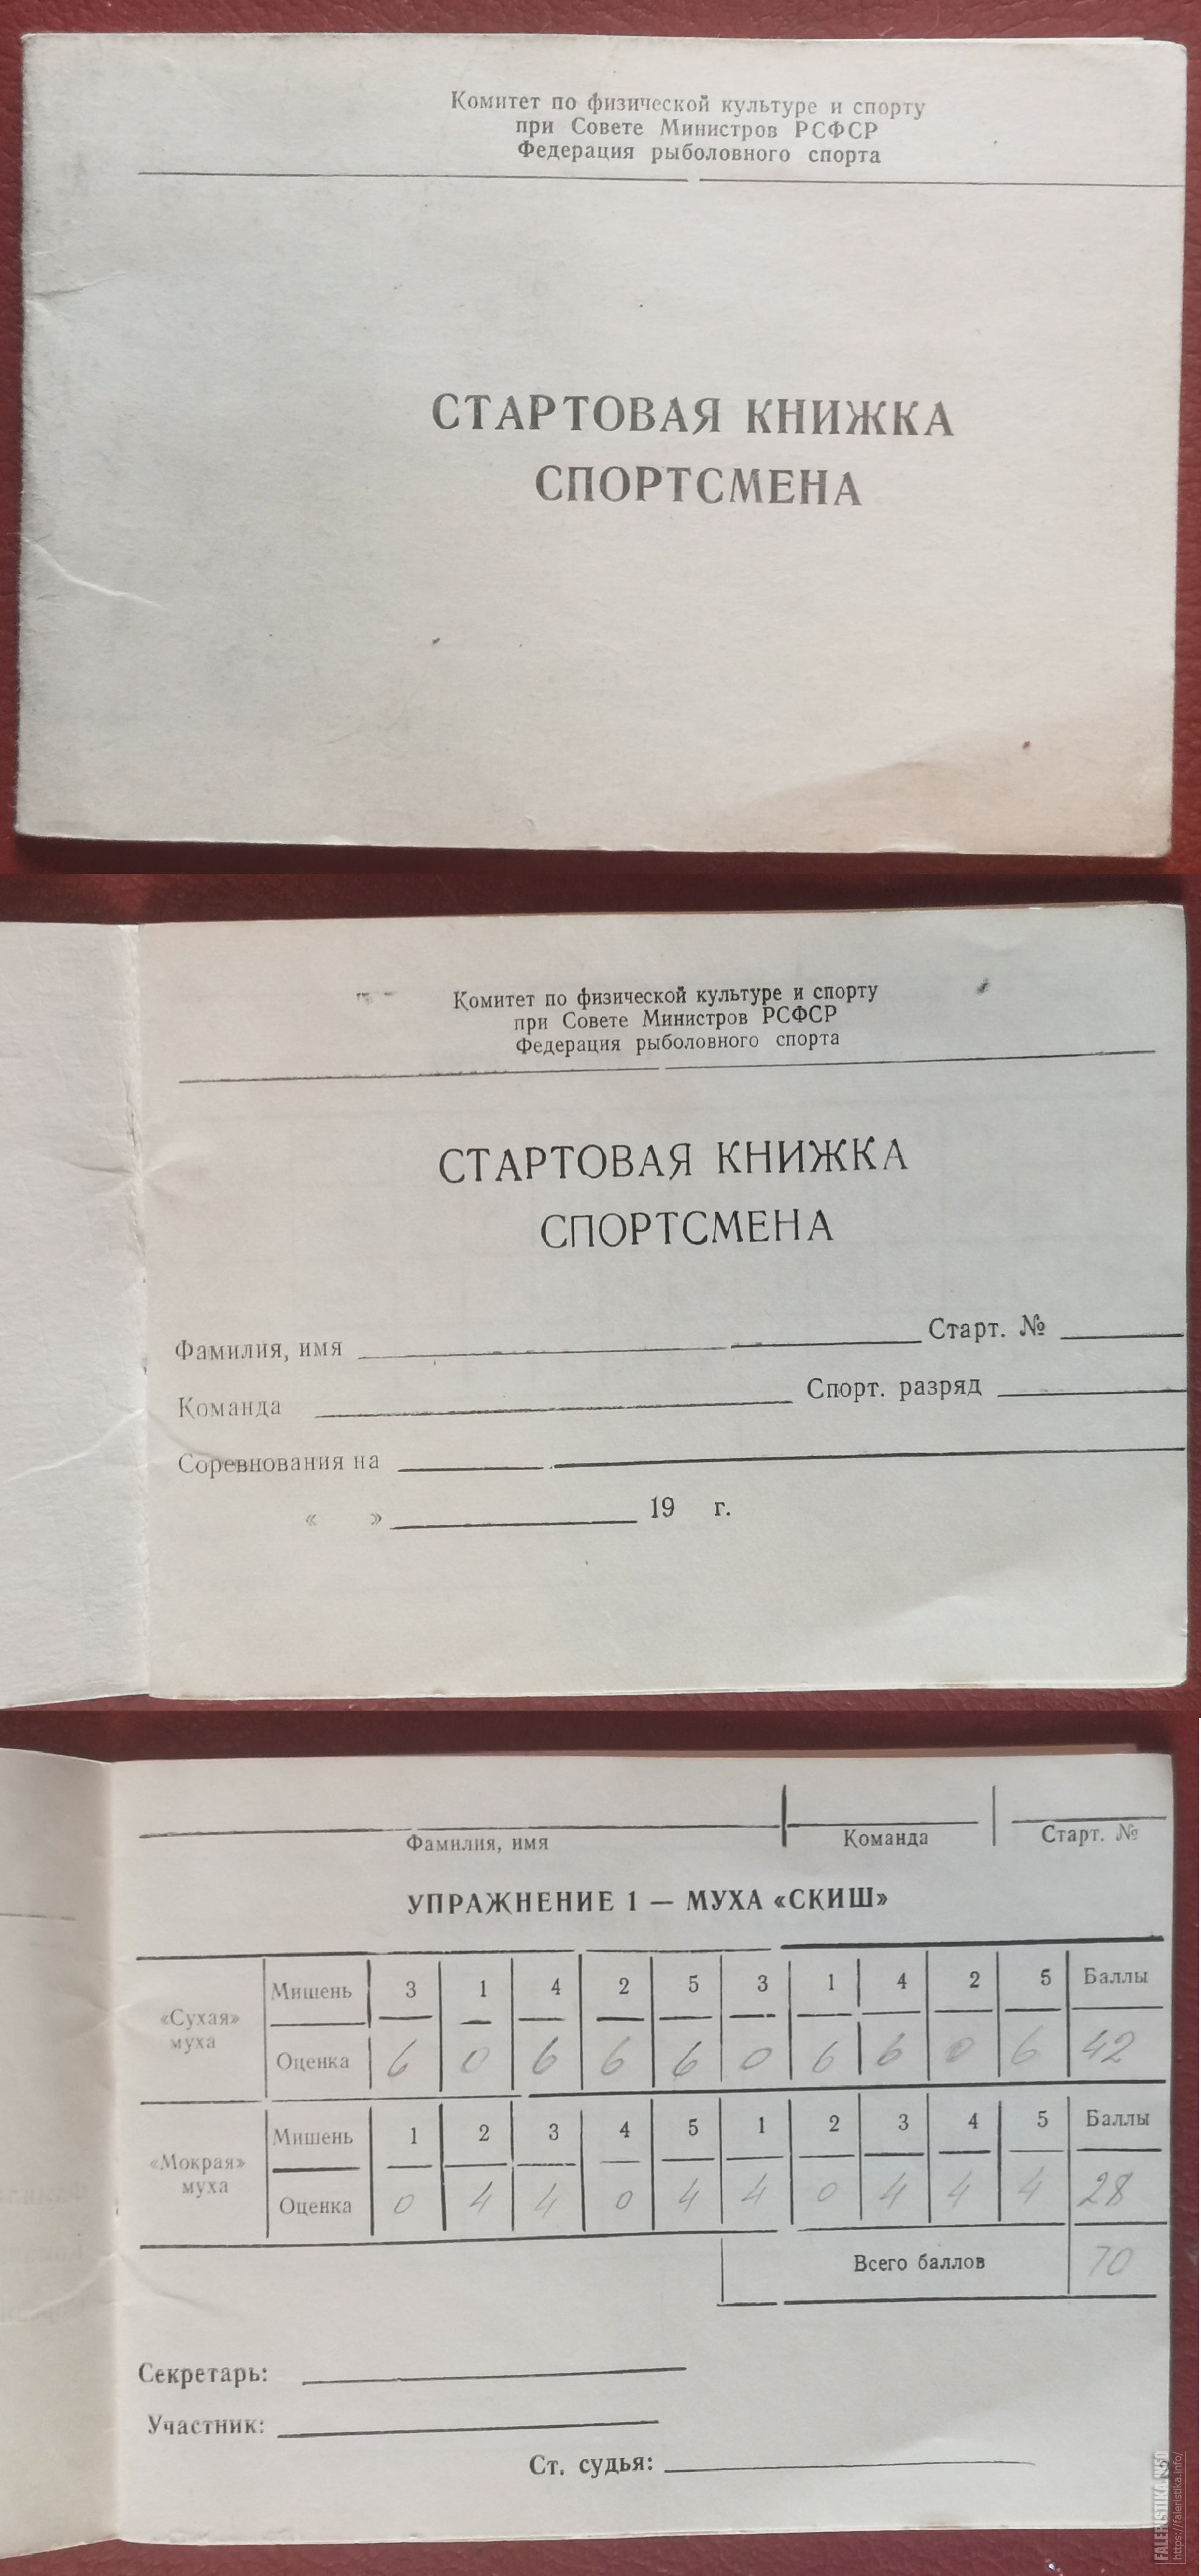 Комитет по физической культуре и спорту
при Совете Министров РСФСР
Федерация рыболовного спорта
СТАРТОВАЯ КНИЖКА
СПОРТСМЕНА
Комитет по физической культуре и спорту
при Совете Министров РСФСР
Федерация рыболовного спорта
СТАРТОВАЯ КНИЖКА
СПОРТСМЕНА
Фамилия, имя Старт. №
Команда Спорт. разряд
Соревнования на
« » 19 г.
Фамилия, имя Команда Старт. №
УПРАЖНЕНИЕ 1 — МУХА «СКИШ»
«Сухая» муха
Мишень 3 1 4 2 5 3 1 4 2 5 Баллы
Оценка 6 0 6 6 6 0 6 6 0 6 42
«Мокрая» муха
Мишень 1 2 3 4 5 1 2 3 4 5 Баллы
Оценка 0 4 4 0 4 4 0 4 4 4 28
Всего баллов 70
Секретарь:
Участник:
Ст. судья:
FALERISTIKA.INFO
https://faleristika.info/